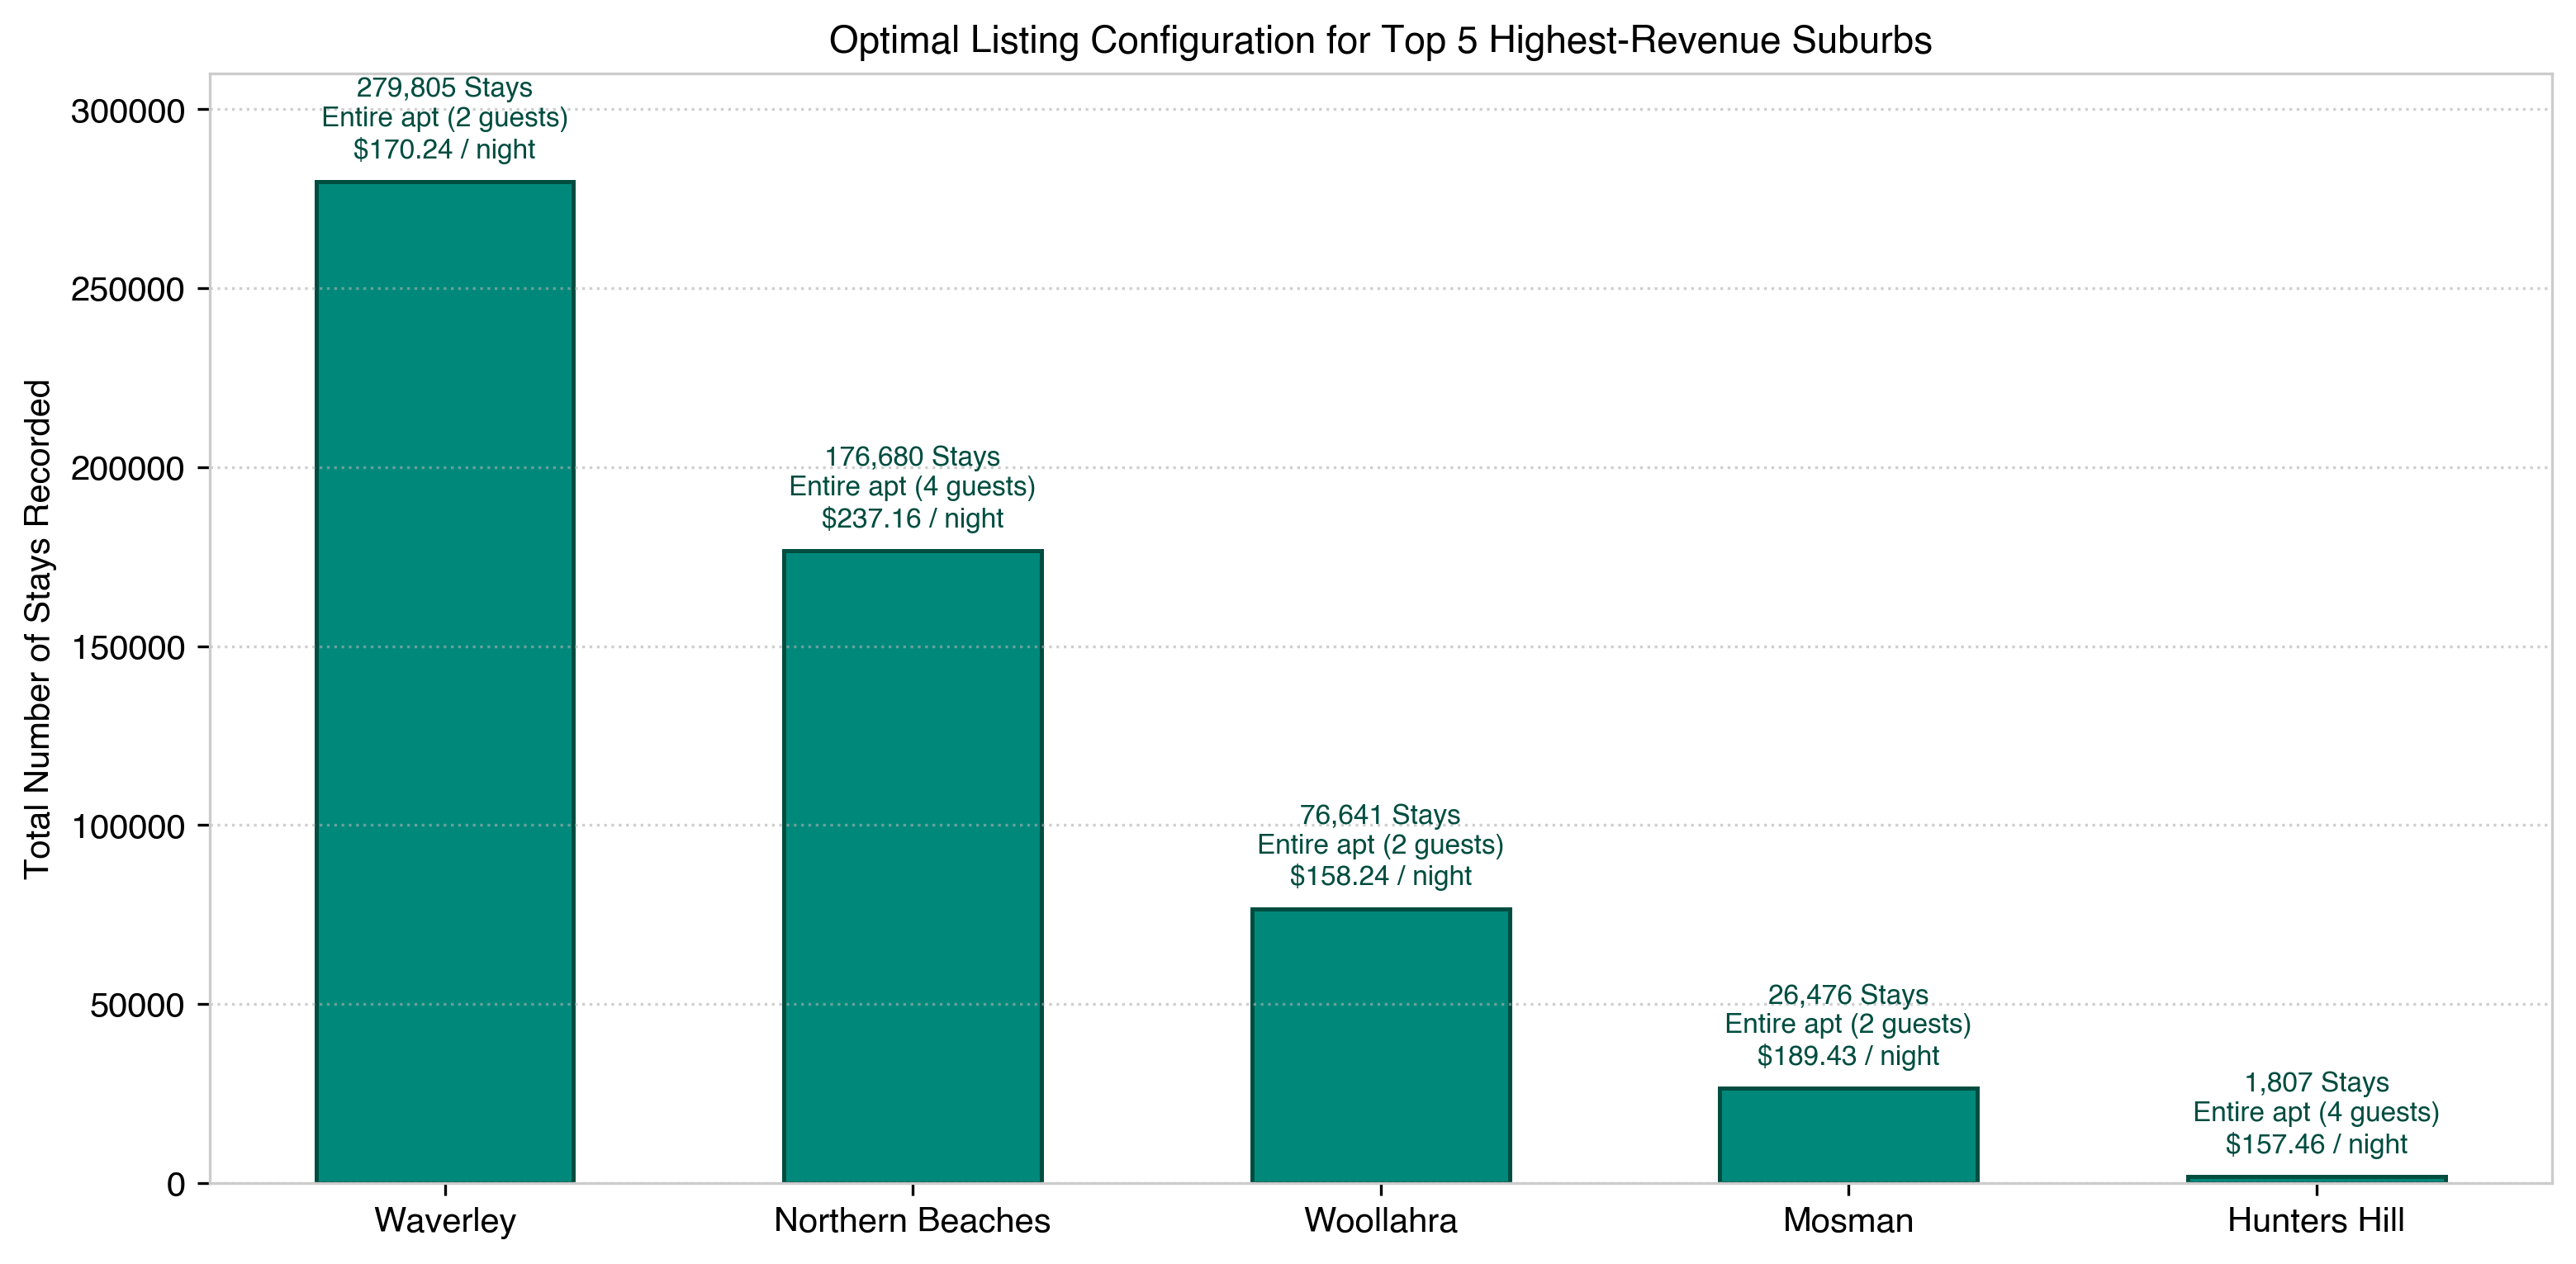 Optimal Listing Configuration for Top 5 Highest-Revenue Suburbs
Total Number of Stays Recorded
300000
250000
200000
150000
100000
50000
0
279,805 Stays
Entire apt (2 guests)
$170.24 / night
176,680 Stays
Entire apt (4 guests)
$237.16 / night
76,641 Stays
Entire apt (2 guests)
$158.24 / night
26,476 Stays
Entire apt (2 guests)
$189.43 / night
1,807 Stays
Entire apt (4 guests)
$157.46 / night
Waverley
Northern Beaches
Woollahra
Mosman
Hunters Hill